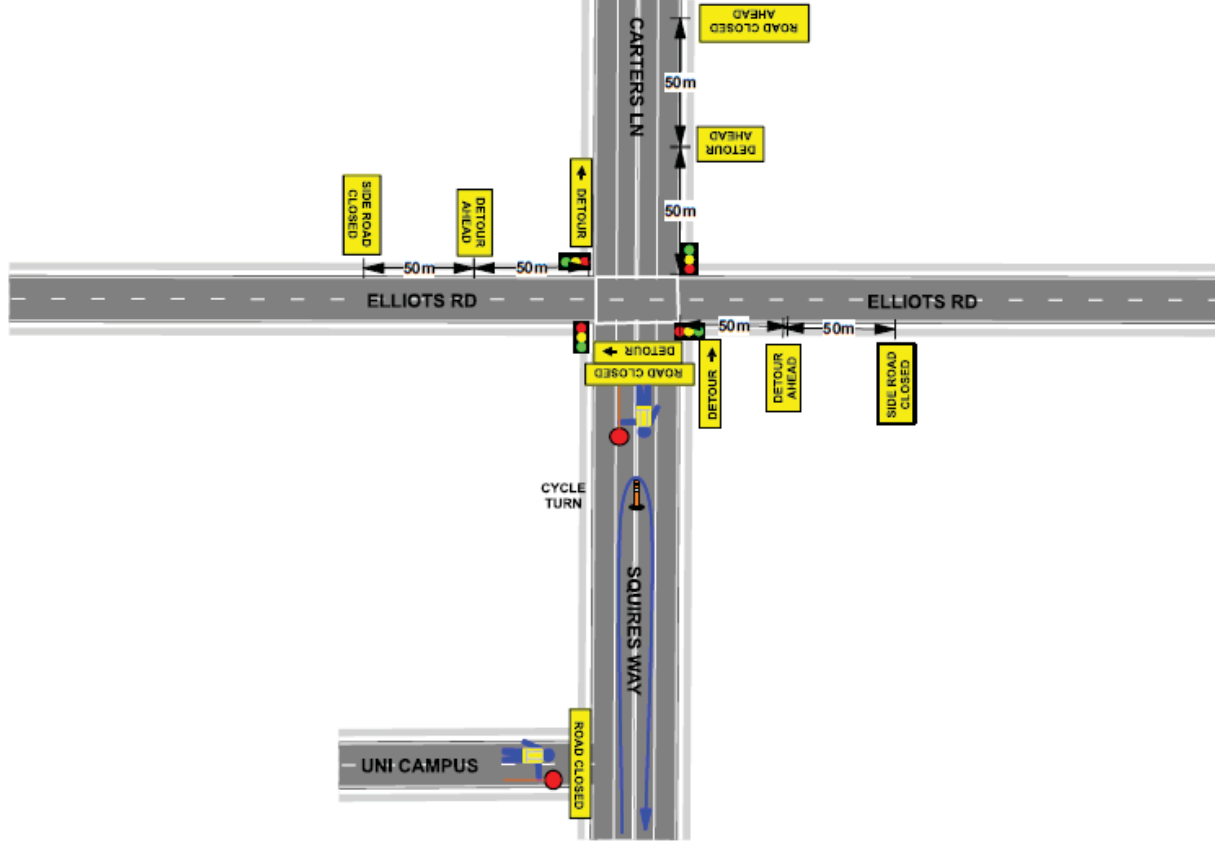 CARTERS LN
ROAD CLOSED
AHEAD
50m
DETOUR
AHEAD
50m
SIDE ROAD
CLOSED
DETOUR
AHEAD
DETOUR
50m
50m
ELLIOTS RD
ELLIOTS RD
50m
50m
DETOUR
ROAD CLOSED
DETOUR
DETOUR
AHEAD
SIDE ROAD
CLOSED
CYCLE
TURN
SQUIRES WAY
UNI CAMPUS
ROAD CLOSED